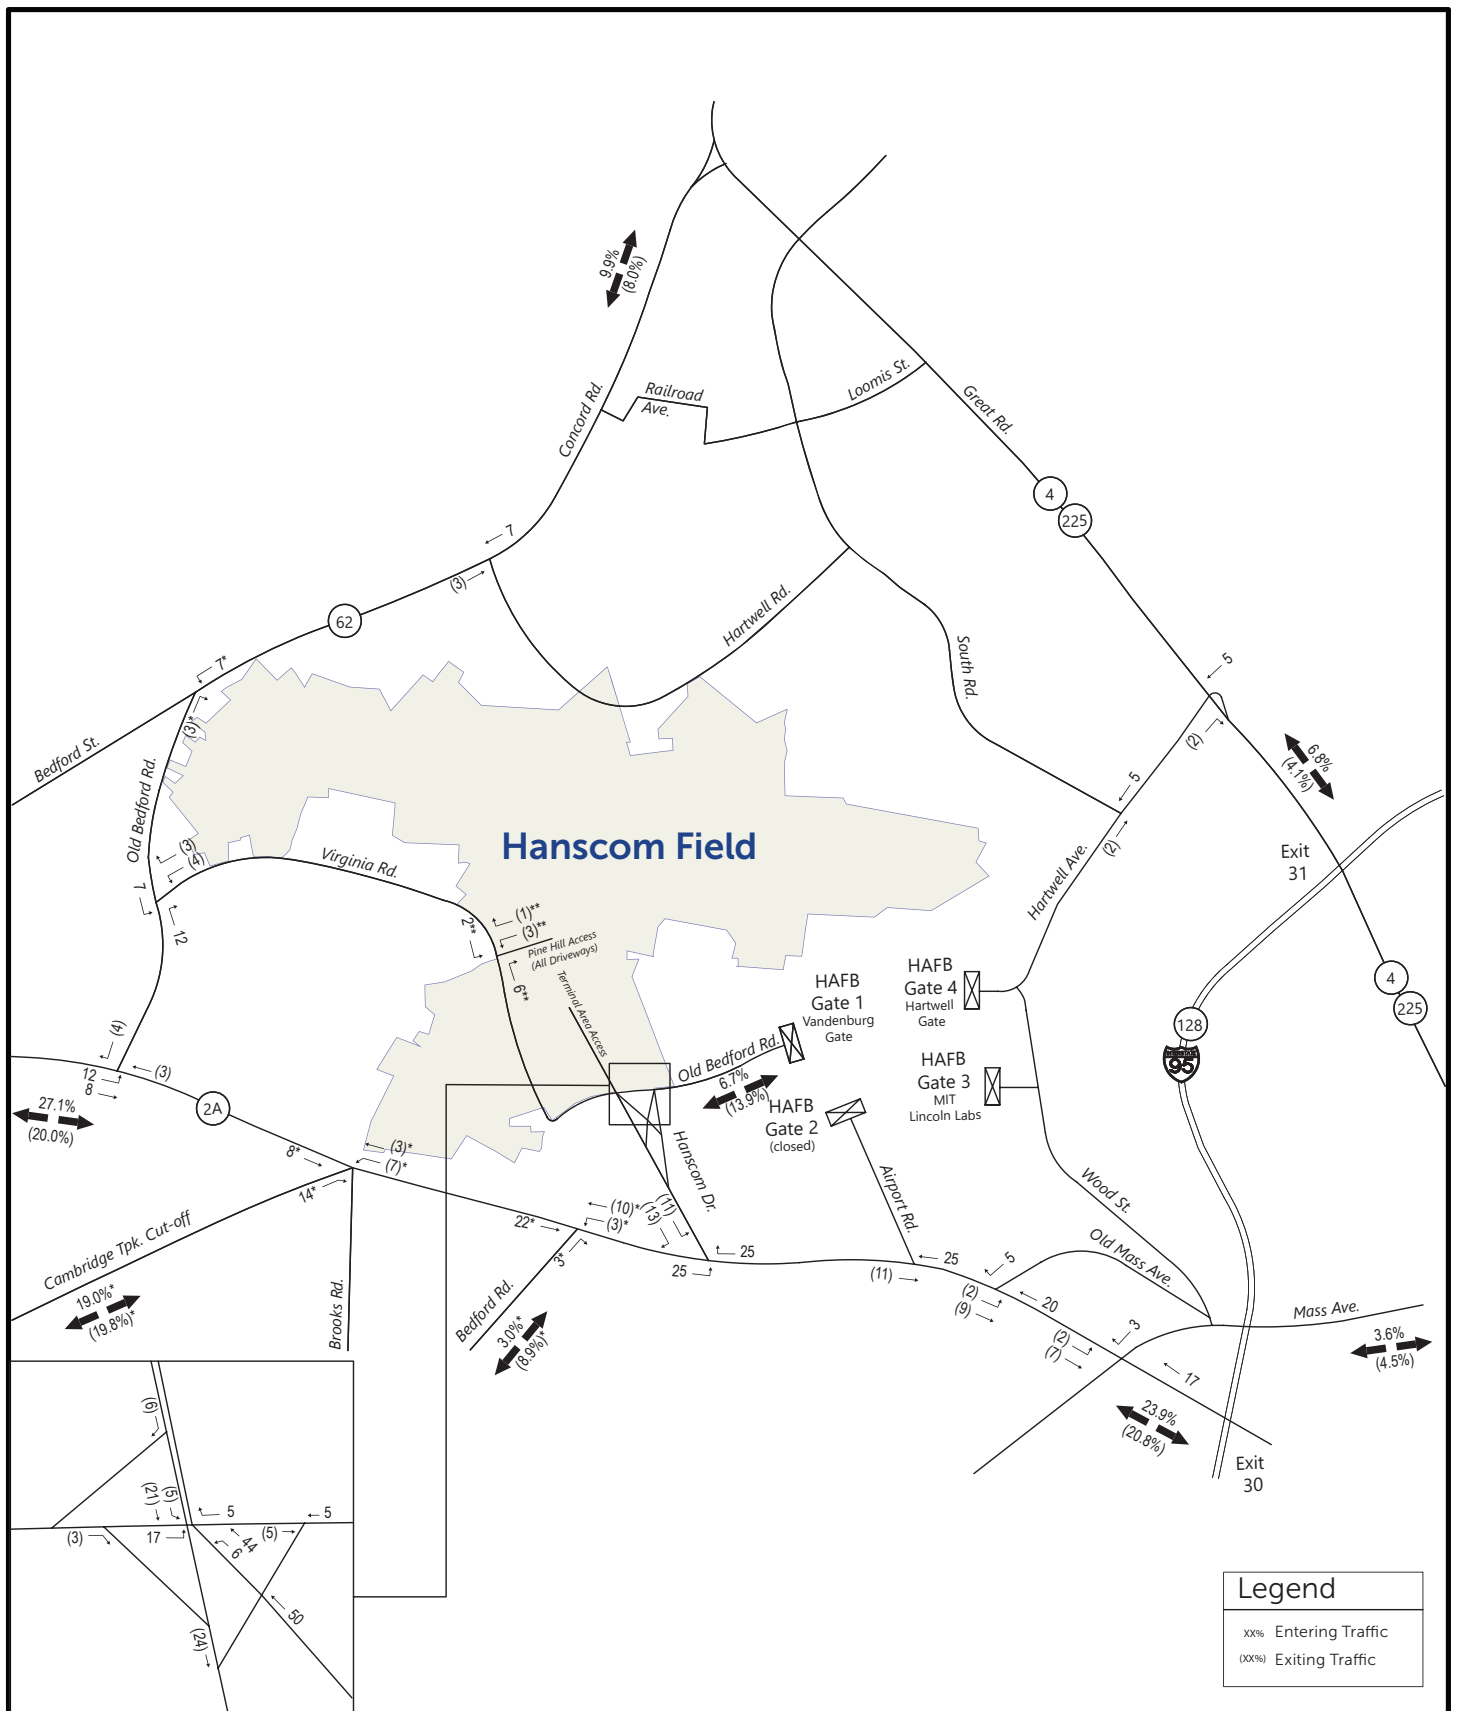 9.9%
(8.0%)
Concord Rd.
Railroad
Ave.
Loomis St.
Great Rd.
4
225
7
(3)
62
Hartwell Rd.
South Rd.
7*
(3)*
Bedford St.
Old Bedford Rd.
5
(2)
6.8%
(4.1%)
5
(2)
Hartwell Ave.
Exit
31
Hanscom Field
Virginia Rd.
(3)
(4)
7
12
2**
(1)**
(3)**
Pine Hill Access
(All Driveways)
6**
Terminal Area Access
HAFB
Gate 1
Vandenburg
Gate
HAFB
Gate 4
Hartwell
Gate
4
225
128
INTERSTATE
95
HAFB
Gate 3
MIT
Lincoln Labs
Old Bedford Rd.
6.7%
(13.9%)
HAFB
Gate 2
(closed)
(4)
(3)
12
8
27.1%
(20.0%)
2A
8*
(3)*
(7)*
14*
Cambridge Tpk. Cut-off
19.0%*
(19.8%)*
Brooks Rd.
22*
(10)*
(3)*
3*
Bedford Rd.
3.0%*
(8.9%)*
Hanscom Dr.
(11)
(13)
25
25
Airport Rd.
25
(11)
Wood St.
Old Mass Ave.
5
(2)
(9)
20
(2)
(7)
3
17
Mass Ave.
3.6%
(4.5%)
23.9%
(20.8%)
Exit
30
(6)
(21)
(5)
5
5
(3)
17
44
6
(5)
50
(24)
Legend
XX% Entering Traffic
(XX%) Exiting Traffic